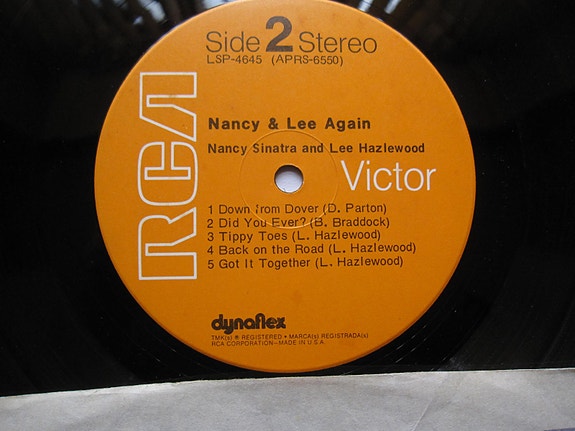 Side 2 Stereo
LSP-4645 (APRS-6550)
RCA
Nancy & Lee Again
Nancy Sinatra and Lee Hazlewood
Victor
1 Down from Dover (D. Parton)
2 Did You Ever? (B. Braddock)
3 Tippy Toes (L. Hazlewood)
4 Back on the Road (L. Hazlewood)
5 Got It Together (L. Hazlewood)
dynaflex
TMK(s) ® REGISTERED • MARCA(s) REGISTRADA(s)
RCA CORPORATION—MADE IN U.S.A.